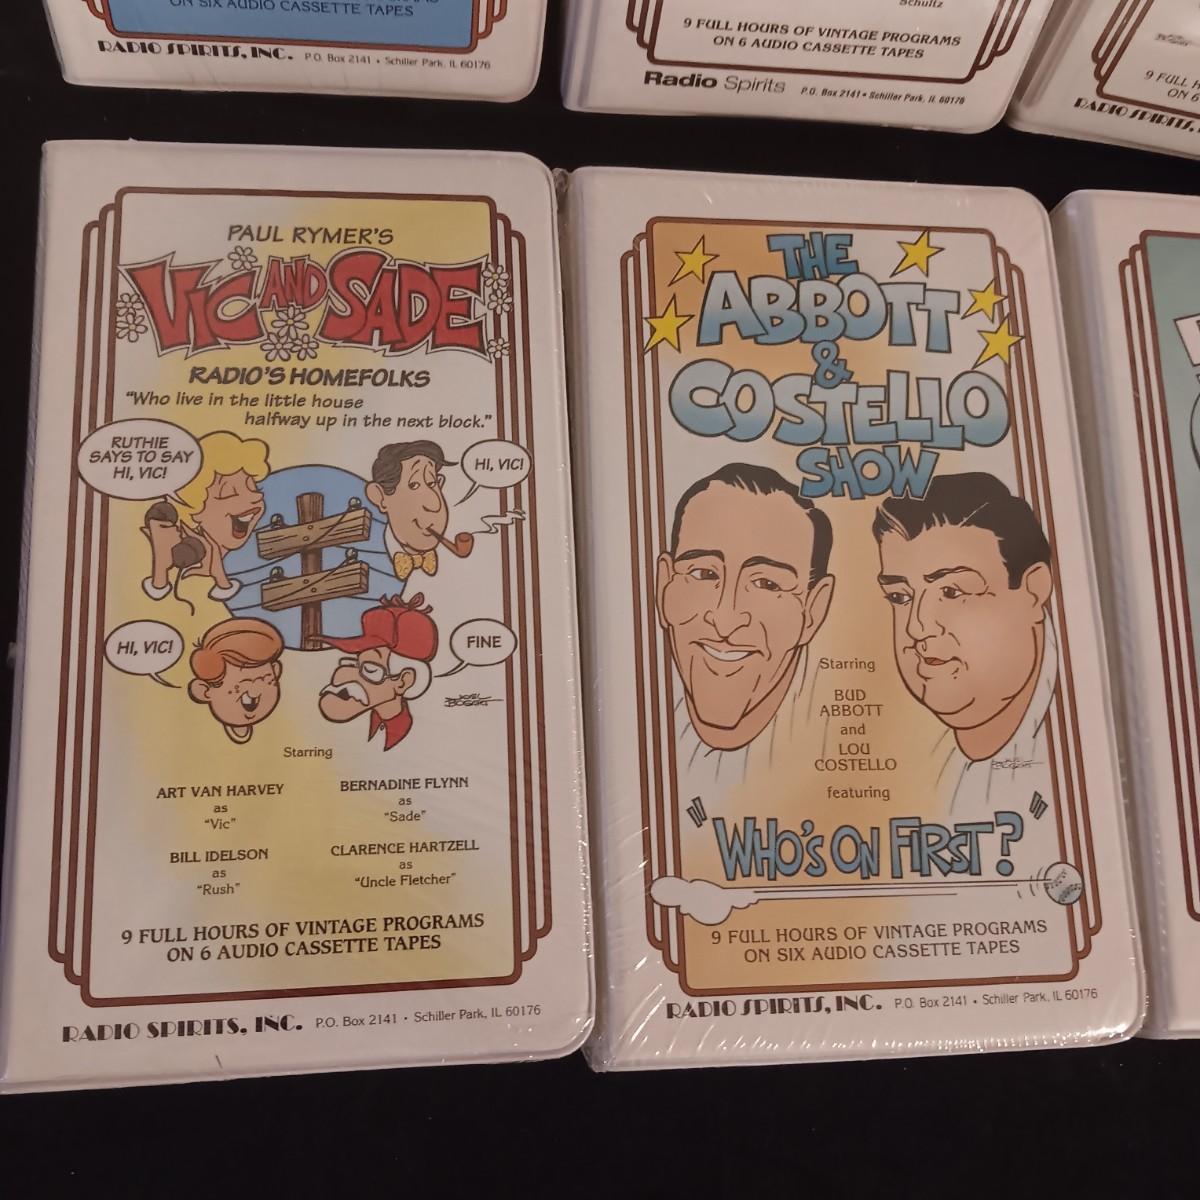 ON SIX AUDIO CASSETTE TAPES
RADIO SPIRITS, INC. P.O. Box 2141 • Schiller Park, IL 60176
Schultz
9 FULL HOURS OF VINTAGE PROGRAMS
ON 6 AUDIO CASSETTE TAPES
Radio Spirits P.O. Box 2141 • Schiller Park, IL 60176
9 FULL
ON 6
RADIO SPIRITS,
PAUL RYMER'S
VIC AND SADE
RADIO'S HOMEFOLKS
"Who live in the little house
halfway up in the next block."
RUTHIE
SAYS TO SAY
HI, VIC!
HI, VIC!
HI, VIC!
FINE
BOGART
Starring
ART VAN HARVEY
as
"Vic"
BERNADINE FLYNN
as
"Sade"
BILL IDELSON
as
"Rush"
CLARENCE HARTZELL
as
"Uncle Fletcher"
9 FULL HOURS OF VINTAGE PROGRAMS
ON 6 AUDIO CASSETTE TAPES
RADIO SPIRITS, INC. P.O. Box 2141 • Schiller Park, IL 60176
THE
ABBOTT
&
COSTELLO
SHOW
Starring
BUD
ABBOTT
and
LOU
COSTELLO
featuring
"WHO'S ON FIRST?"
9 FULL HOURS OF VINTAGE PROGRAMS
ON SIX AUDIO CASSETTE TAPES
RADIO SPIRITS, INC. P.O. Box 2141 • Schiller Park, IL 60176